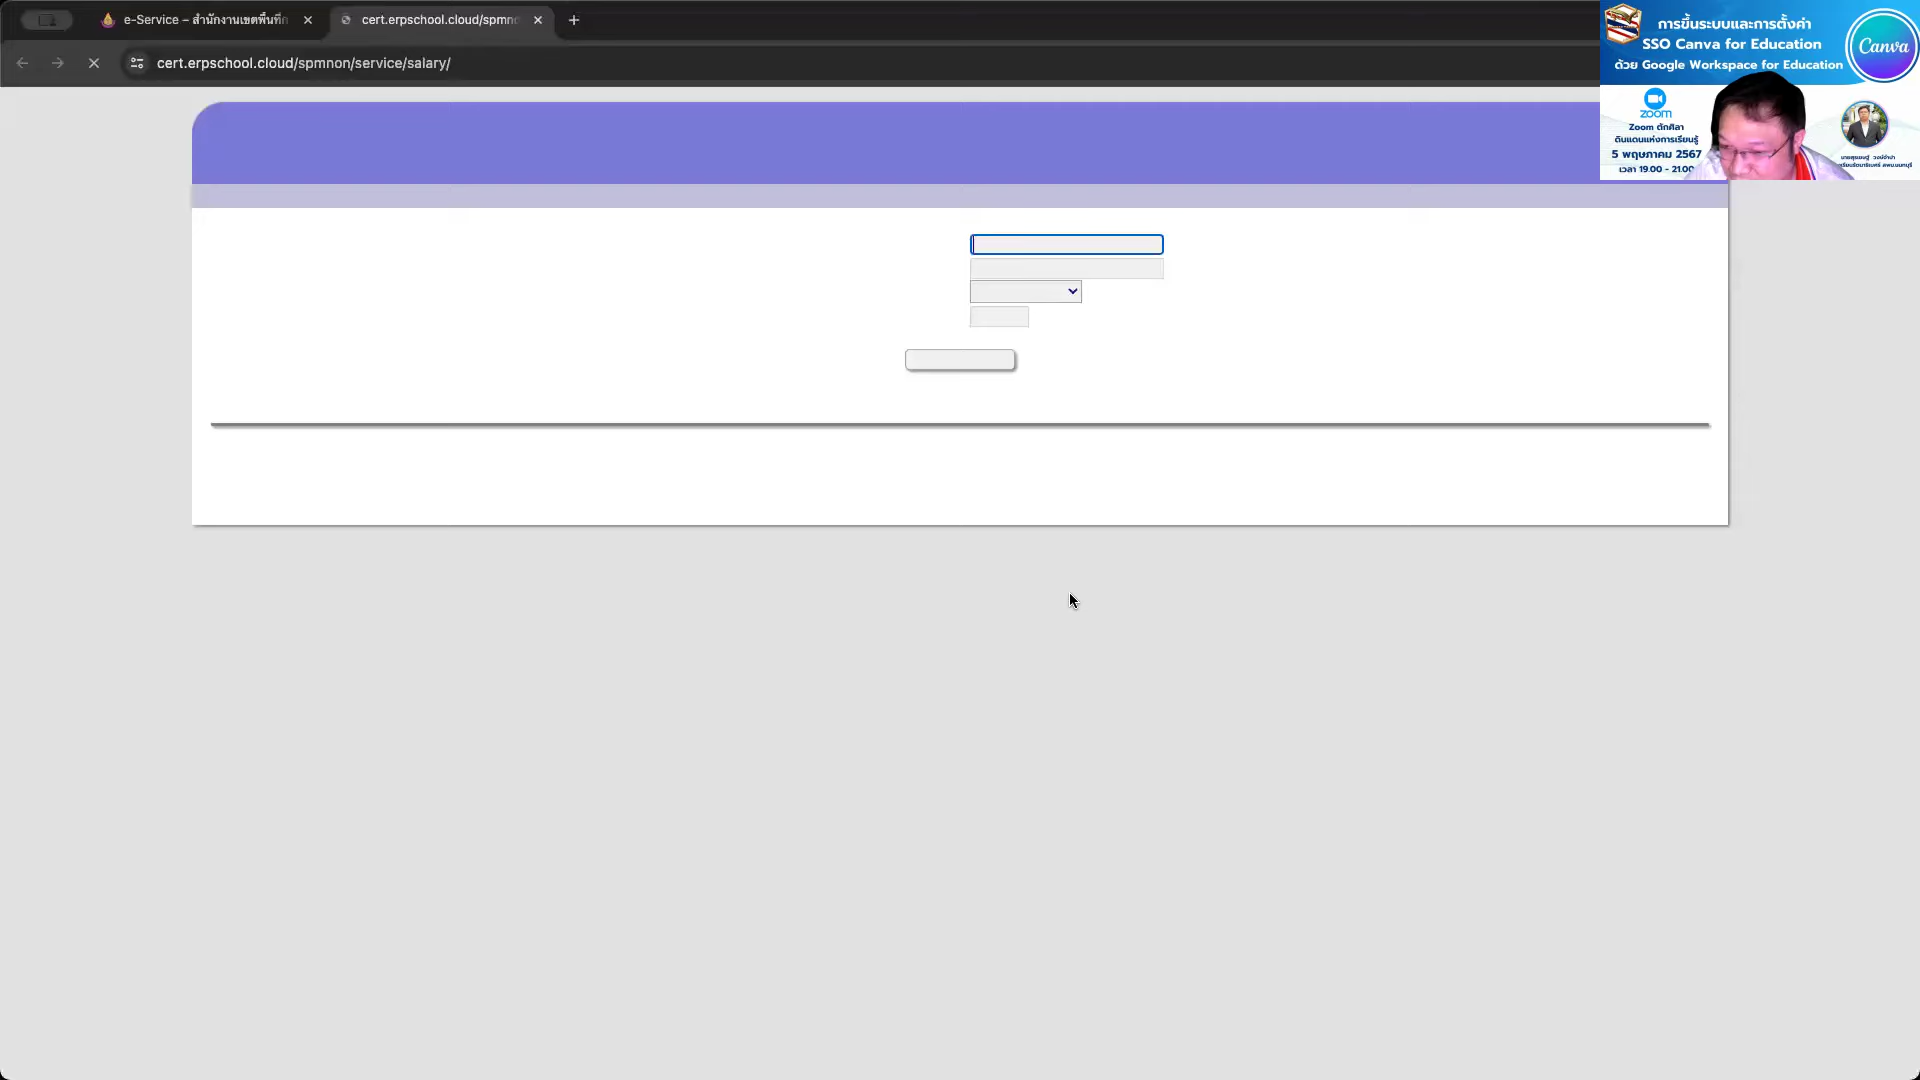 e-Service – สำนักงานเขตพื้นที่ก
cert.erpschool.cloud/spmno
cert.erpschool.cloud/spmnon/service/salary/
การขึ้นระบบและการตั้งค่า
SSO Canva for Education
ด้วย Google Workspace for Education
Canva
zoom
Zoom ตักศิลา
ดินแดนแห่งการเรียนรู้
5 พฤษภาคม 2567
เวลา 19.00 - 21.00